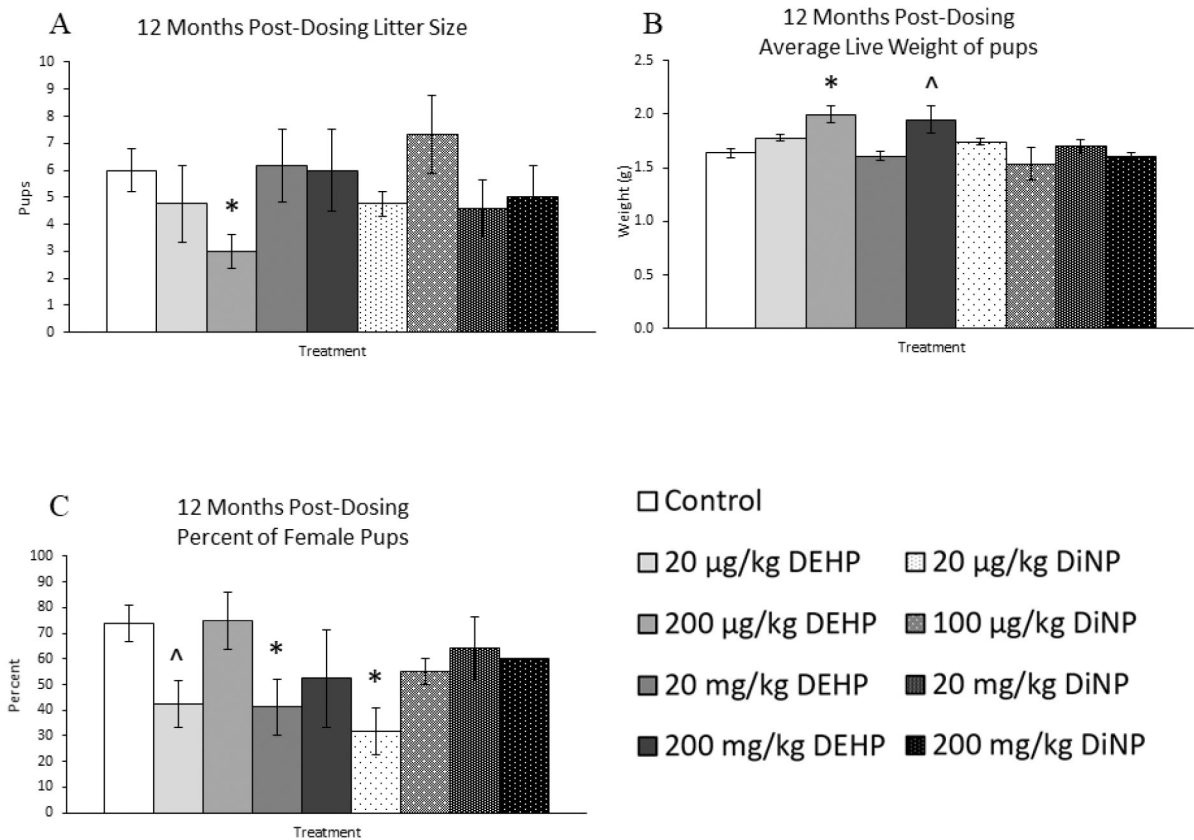 A
12 Months Post-Dosing Litter Size
10
9
8
7
6
5
4
3
2
1
0
Pups
*
Treatment
B
12 Months Post-Dosing
Average Live Weight of pups
2.5
2.0
1.5
1.0
0.5
0.0
Weight (g)
* ^
Treatment
C
12 Months Post-Dosing
Percent of Female Pups
100
90
80
70
60
50
40
30
20
10
0
Percent
^ * *
Treatment
Control
20 µg/kg DEHP 20 µg/kg DiNP
200 µg/kg DEHP 100 µg/kg DiNP
20 mg/kg DEHP 20 mg/kg DiNP
200 mg/kg DEHP 200 mg/kg DiNP